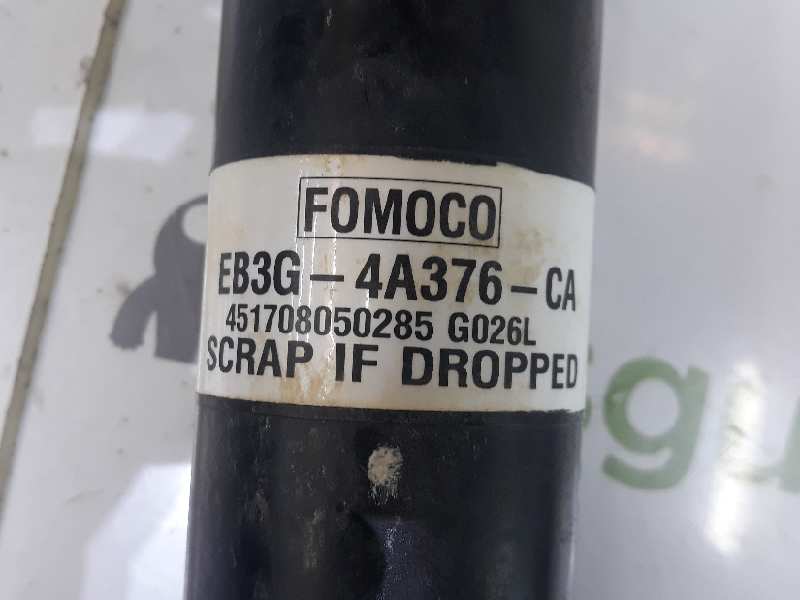 FOMOCO
EB3G-4A376-CA
451708050285 G026L
SCRAP IF DROPPED